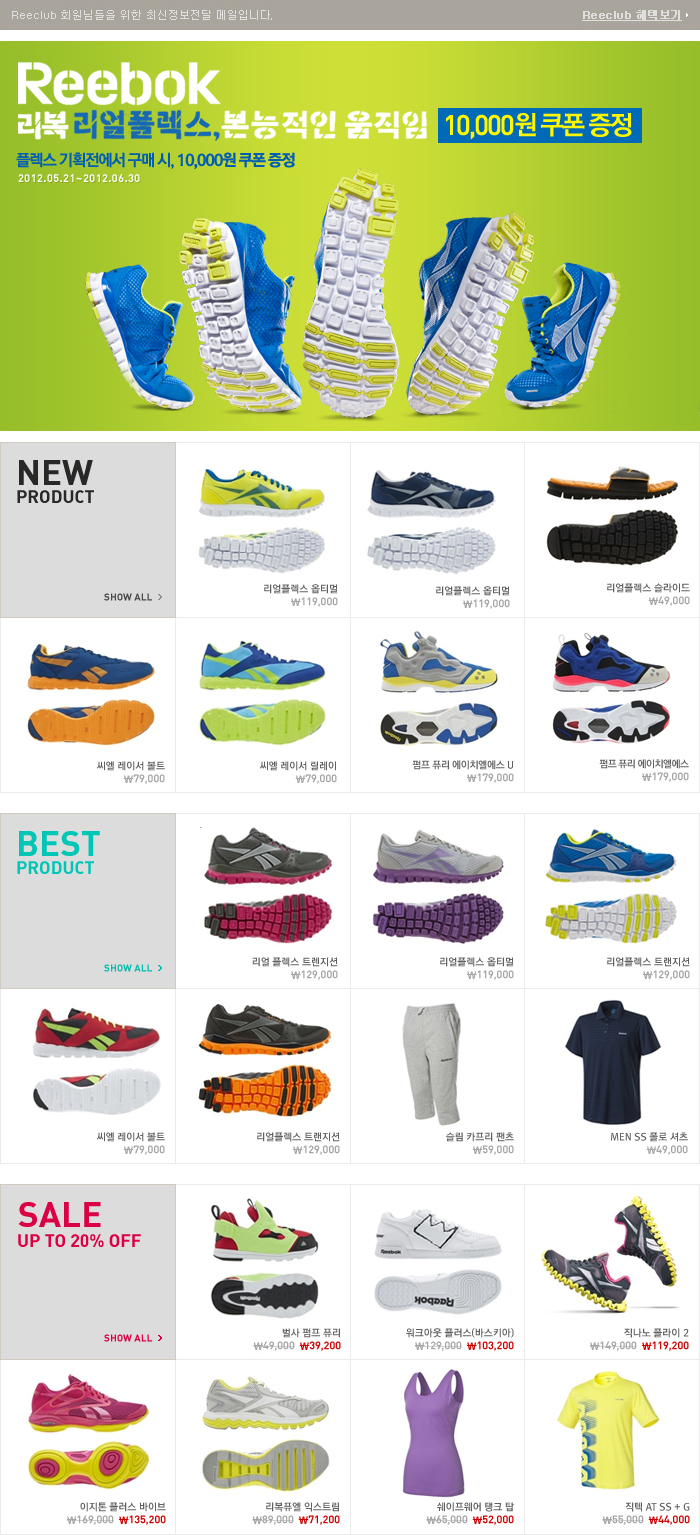 Reeclub 회원님들을 위한 최신정보전달 메일입니다.
Reeclub 혜택보기
Reebok
리복 리얼플렉스, 본능적인 움직임 10,000원 쿠폰 증정
플렉스 기획전에서 구매 시, 10,000원 쿠폰 증정
2012.05.21~2012.06.30
NEW
PRODUCT
SHOW ALL >
리얼플렉스 옵티멀
₩119,000
리얼플렉스 옵티멀
₩119,000
리얼플렉스 슬라이드
₩49,000
씨엘 레이서 볼트
₩79,000
씨엘 레이서 릴레이
₩79,000
펌프 퓨리 에이치엘에스 U
₩179,000
펌프 퓨리 에이치엘에스
₩179,000
BEST
PRODUCT
SHOW ALL >
리얼 플렉스 트렌지션
₩129,000
리얼플렉스 옵티멀
₩119,000
리얼플렉스 트랜지션
₩129,000
씨엘 레이서 볼트
₩79,000
리얼플렉스 트랜지션
₩129,000
슬림 카프리 팬츠
₩59,000
MEN SS 폴로 셔츠
₩49,000
SALE
UP TO 20% OFF
SHOW ALL >
벌사 펌프 퓨리
₩49,000 ₩39,200
Reebok
Reebok
워크아웃 플러스(바스키아)
₩129,000 ₩103,200
직나노 플라이 2
₩149,000 ₩119,200
이지톤 플러스 바이브
₩169,000 ₩135,200
리복퓨엘 익스트림
₩89,000 ₩71,200
쉐이프웨어 탱크 탑
₩65,000 ₩52,000
직텍 AT SS + G
₩55,000 ₩44,000